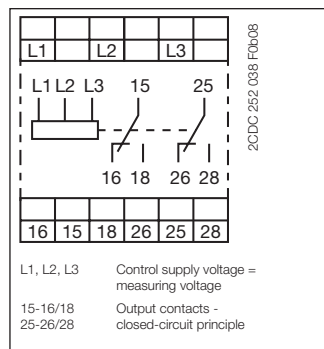 L1 L2 L3
L1 L2 L3 15 25
16 18 26 28
16 15 18 26 25 28
2CDC 252 038 F0b08
L1, L2, L3 Control supply voltage =
measuring voltage
15-16/18 Output contacts -
25-26/28 closed-circuit principle